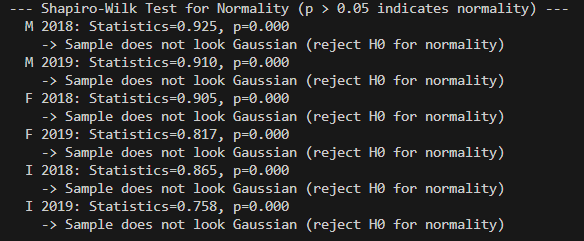 --- Shapiro-Wilk Test for Normality (p > 0.05 indicates normality) ---
M 2018: Statistics=0.925, p=0.000
-> Sample does not look Gaussian (reject H0 for normality)
M 2019: Statistics=0.910, p=0.000
-> Sample does not look Gaussian (reject H0 for normality)
F 2018: Statistics=0.905, p=0.000
-> Sample does not look Gaussian (reject H0 for normality)
F 2019: Statistics=0.817, p=0.000
-> Sample does not look Gaussian (reject H0 for normality)
I 2018: Statistics=0.865, p=0.000
-> Sample does not look Gaussian (reject H0 for normality)
I 2019: Statistics=0.758, p=0.000
-> Sample does not look Gaussian (reject H0 for normality)